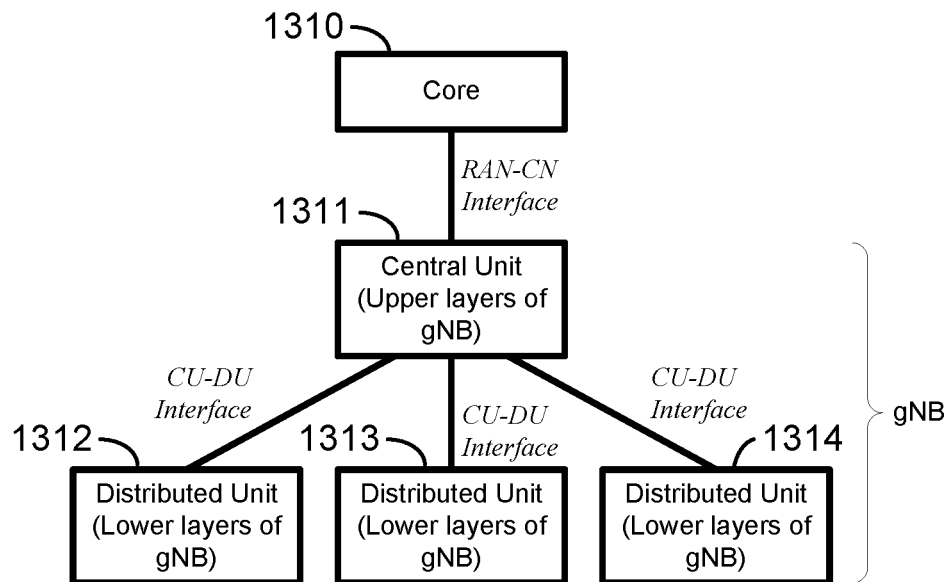 1310
Core
RAN-CN
Interface
1311
Central Unit
(Upper layers of
gNB)
CU-DU
Interface
CU-DU
Interface
CU-DU
Interface
gNB
1312
1313
1314
Distributed Unit
(Lower layers of
gNB)
Distributed Unit
(Lower layers of
gNB)
Distributed Unit
(Lower layers of
gNB)